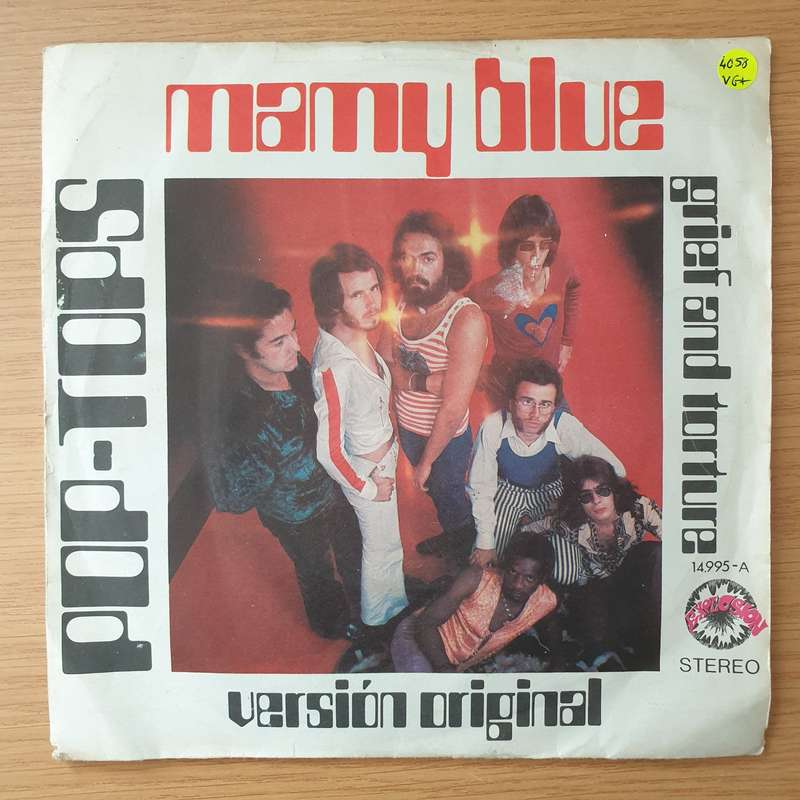 4058
VG+
mamy blue
POP-TOPS
grief and torture
14.995-A
EXPLOSION
STEREO
versión original